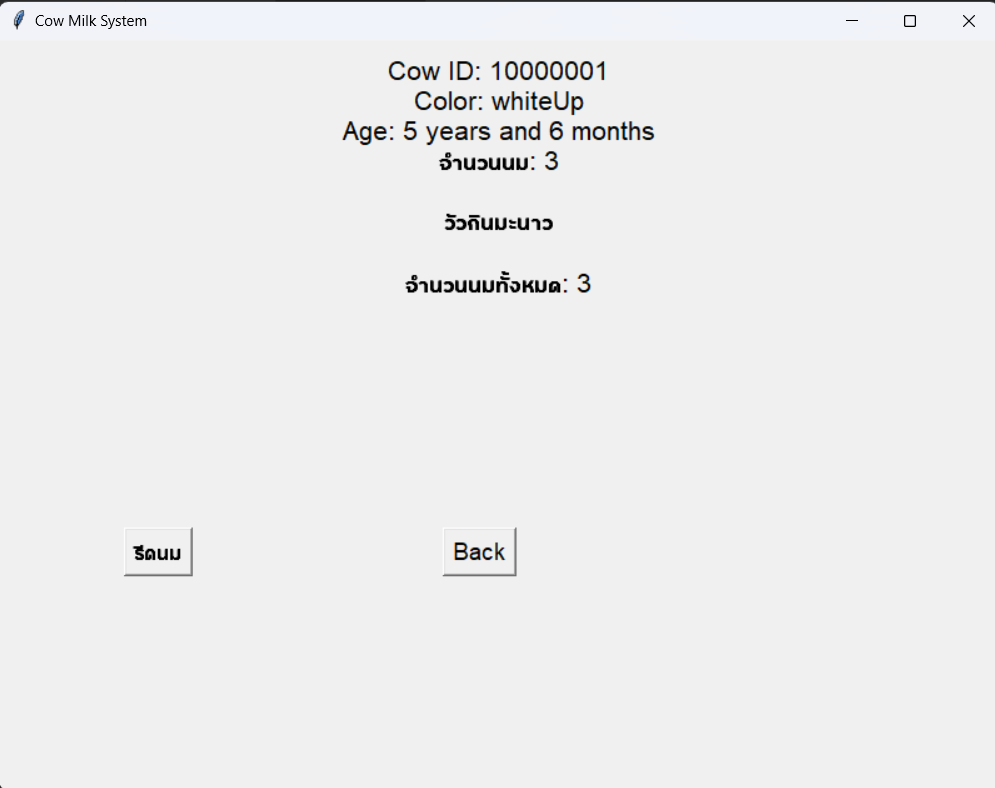 Cow Milk System
Cow ID: 10000001
Color: whiteUp
Age: 5 years and 6 months
จำนวนนม: 3
วัวกินมะนาว
จำนวนนมทั้งหมด: 3
รีดนม
Back